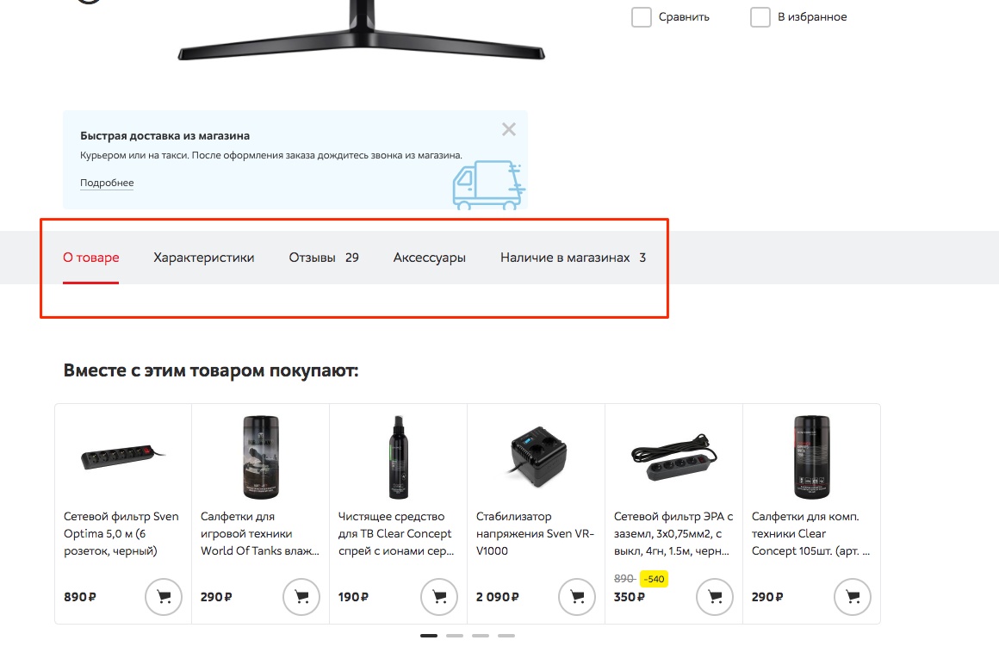 Сравнить
В избранное
Быстрая доставка из магазина
Курьером или на такси. После оформления заказа дождитесь звонка из магазина.
Подробнее
О товаре Характеристики Отзывы 29 Аксессуары Наличие в магазинах 3
Вместе с этим товаром покупают:
Сетевой фильтр Sven
Optima 5,0 м (6
розеток, черный)
890 ₽
Салфетки для
игровой техники
World Of Tanks влаж...
290 ₽
Чистящее средство
для ТВ Clear Concept
спрей с ионами сер...
190 ₽
Стабилизатор
напряжения Sven VR-
V1000
2 090 ₽
Сетевой фильтр ЭРА с
заземл, 3x0,75мм2, с
выкл, 4гн, 1.5м, черн...
890 -540
350 ₽
Салфетки для комп.
техники Clear
Concept 105шт. (арт. ...
290 ₽